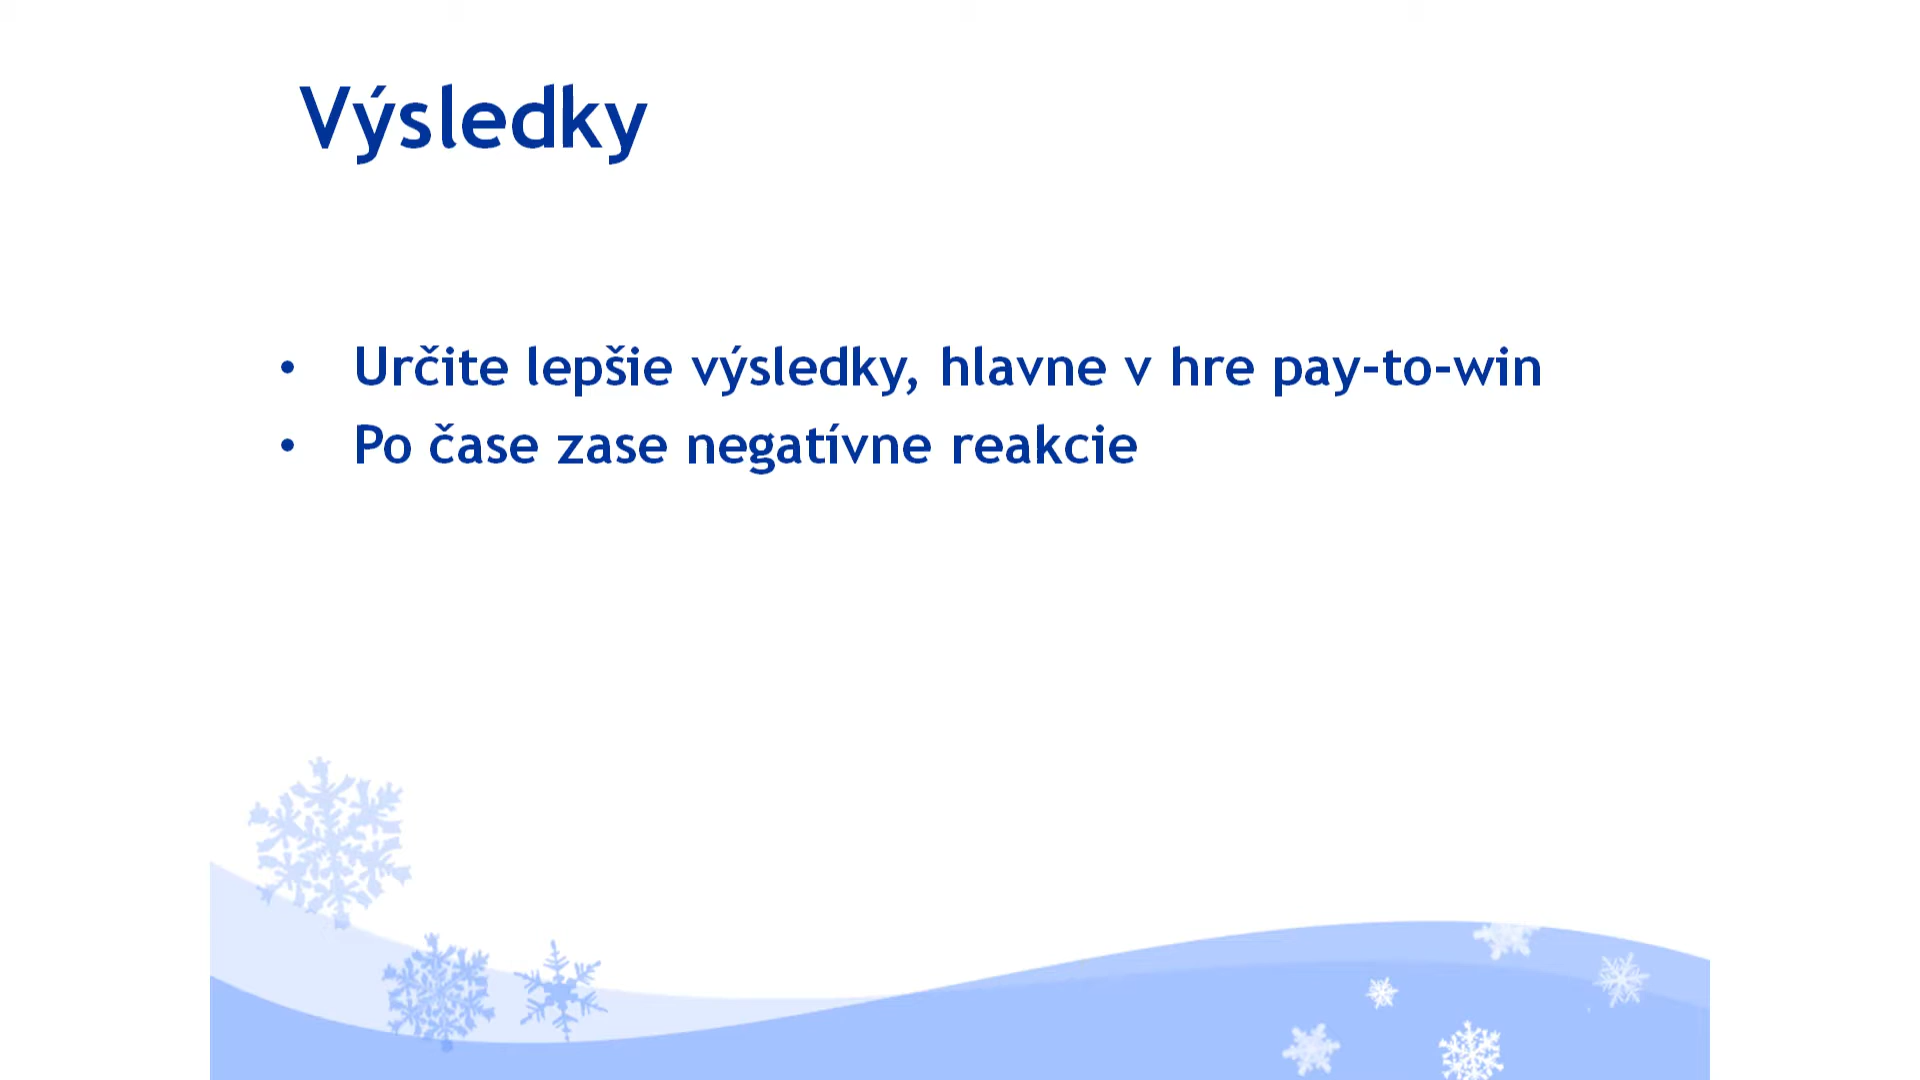 Výsledky
• Určite lepšie výsledky, hlavne v hre pay-to-win
• Po čase zase negatívne reakcie